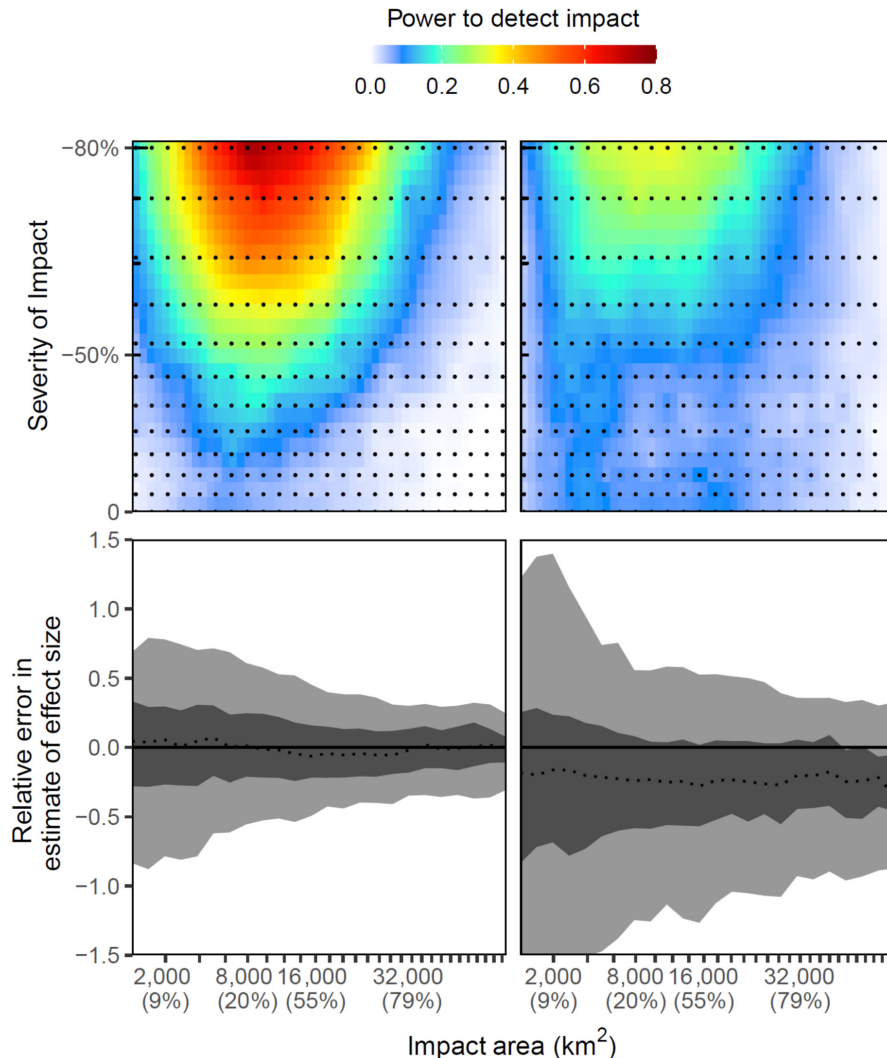 Power to detect impact
0.0 0.2 0.4 0.6 0.8
Severity of Impact
−80%
−50%
0
Relative error in
estimate of effect size
1.5
1.0
0.5
0.0
−0.5
−1.0
−1.5
2,000 8,000 16,000 32,000 2,000 8,000 16,000 32,000
(9%) (20%) (55%) (79%) (9%) (20%) (55%) (79%)
Impact area (km²)